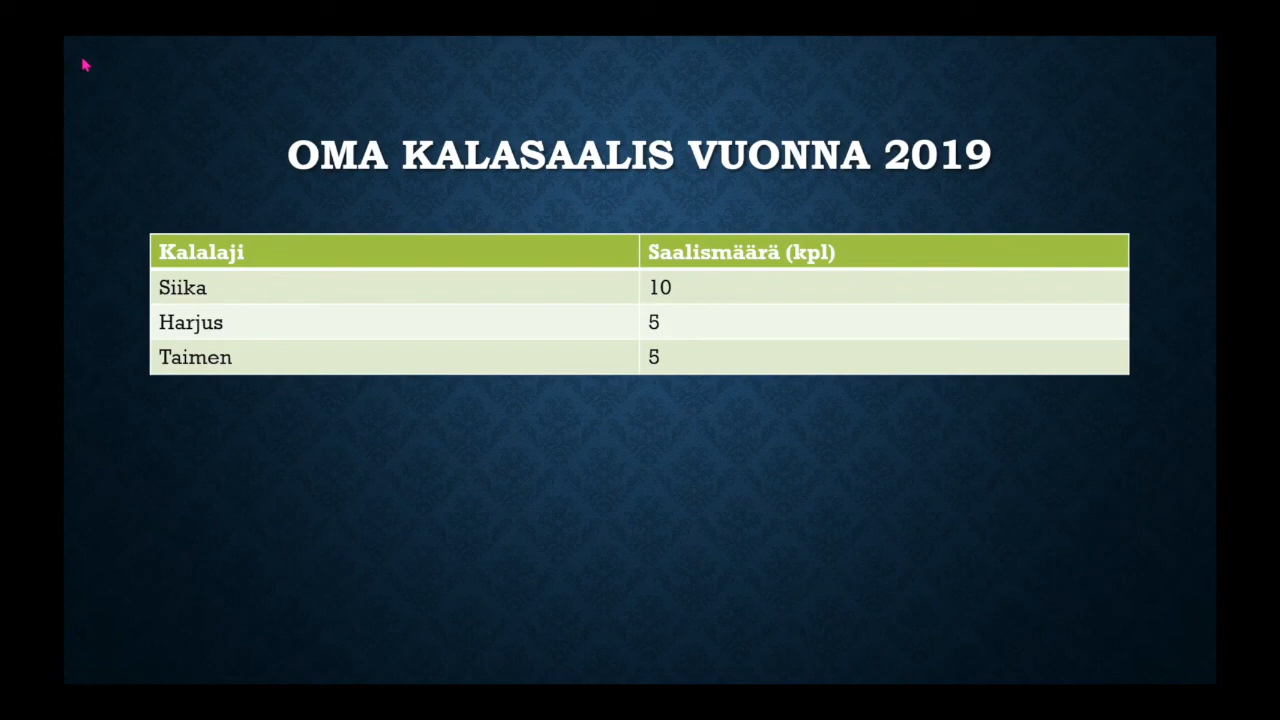 OMA KALASAALIS VUONNA 2019
Kalalaji Saalismäärä (kpl)
Siika 10
Harjus 5
Taimen 5